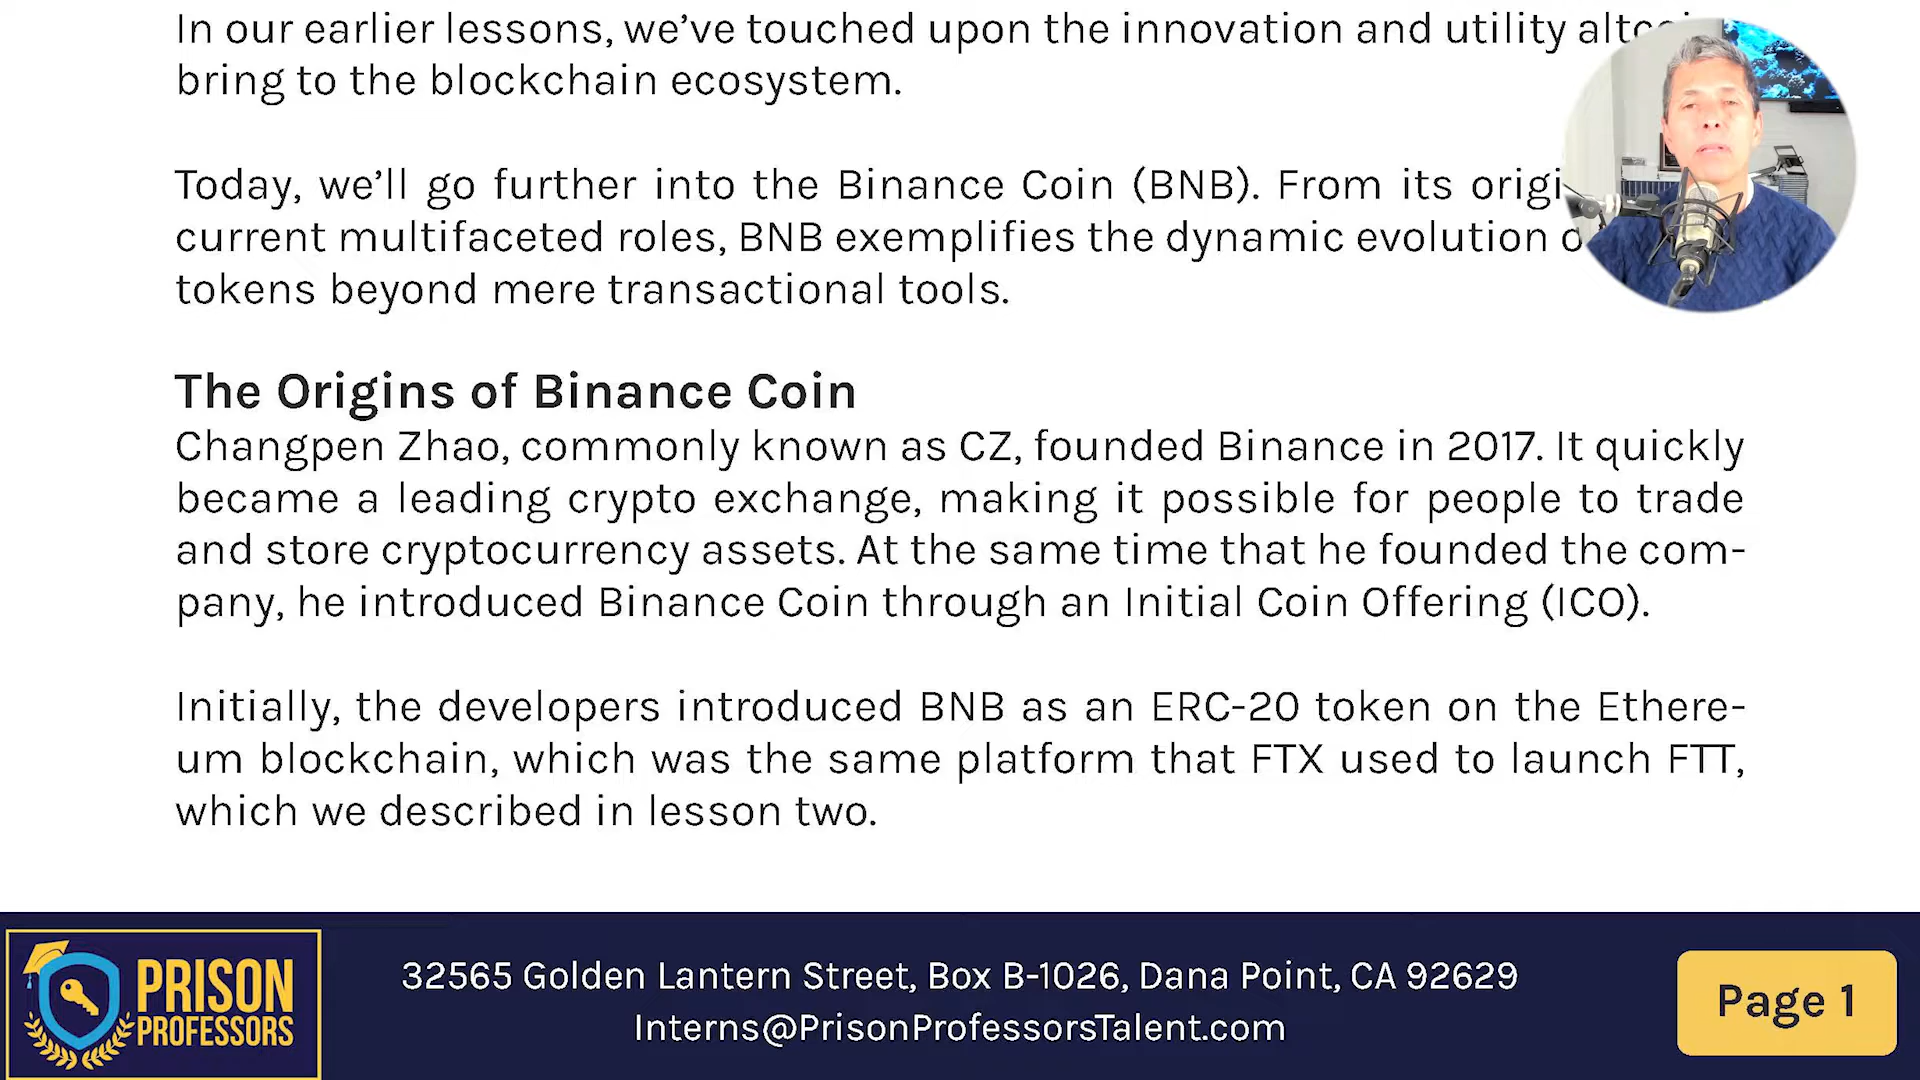 In our earlier lessons, we’ve touched upon the innovation and utility
bring to the blockchain ecosystem.
Today, we’ll go further into the Binance Coin (BNB). From its
current multifaceted roles, BNB exemplifies the dynamic evolution
tokens beyond mere transactional tools.
The Origins of Binance Coin
Changpen Zhao, commonly known as CZ, founded Binance in 2017. It quickly
became a leading crypto exchange, making it possible for people to trade
and store cryptocurrency assets. At the same time that he founded the com-
pany, he introduced Binance Coin through an Initial Coin Offering (ICO).
Initially, the developers introduced BNB as an ERC-20 token on the Ethere-
um blockchain, which was the same platform that FTX used to launch FTT,
which we described in lesson two.
PRISON
PROFESSORS
32565 Golden Lantern Street, Box B-1026, Dana Point, CA 92629
Interns@PrisonProfessorsTalent.com
Page 1